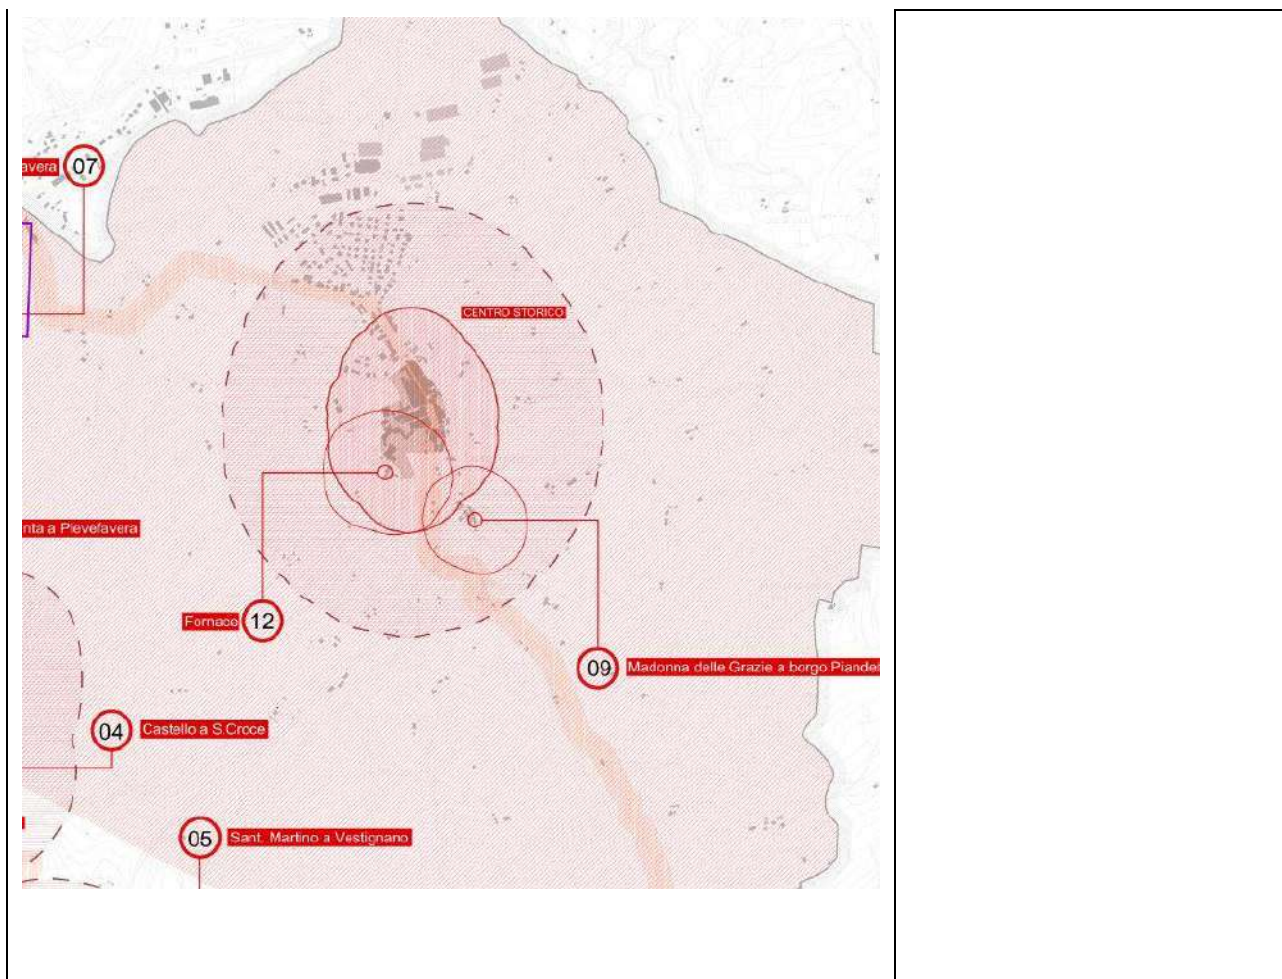 avera 07
CENTRO STORICO
nta a Pievefavera
Fornace 12
09 Madonna delle Grazie a borgo Piandet
04 Castello a S.Croce
05 Sant. Martino a Vestignano